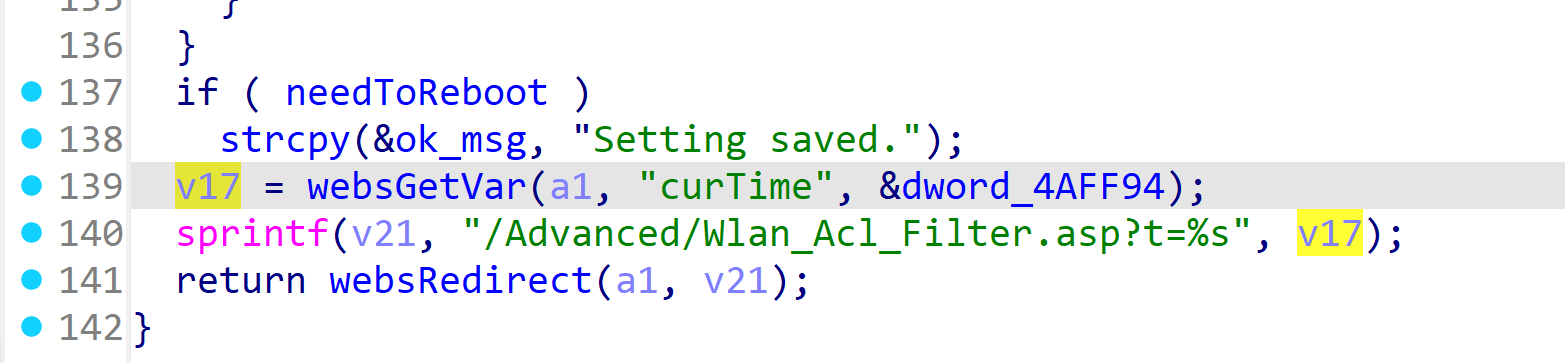 135 }
136 }
137 if ( needToReboot )
138 strcpy(&ok_msg, "Setting saved.");
139 v17 = websGetVar(a1, "curTime", &dword_4AFF94);
140 sprintf(v21, "/Advanced/Wlan_Acl_Filter.asp?t=%s", v17);
141 return websRedirect(a1, v21);
142 }